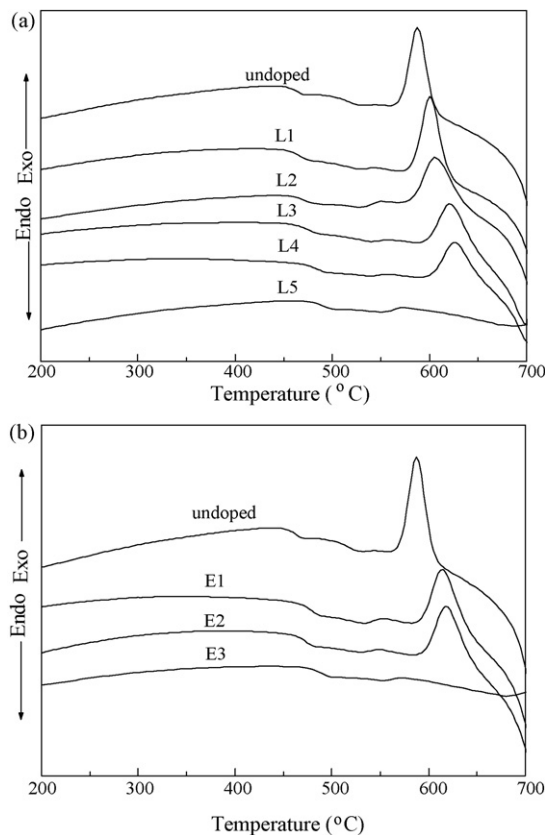 (a)
undoped
L1
L2
L3
L4
L5
Endo Exo
200 300 400 500 600 700
Temperature ( °C)
(b)
undoped
E1
E2
E3
Endo Exo
200 300 400 500 600 700
Temperature (°C)